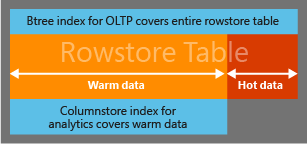 Btree index for OLTP covers entire rowstore table
Rowstore Table
Warm data
Hot data
Columnstore index for
analytics covers warm data